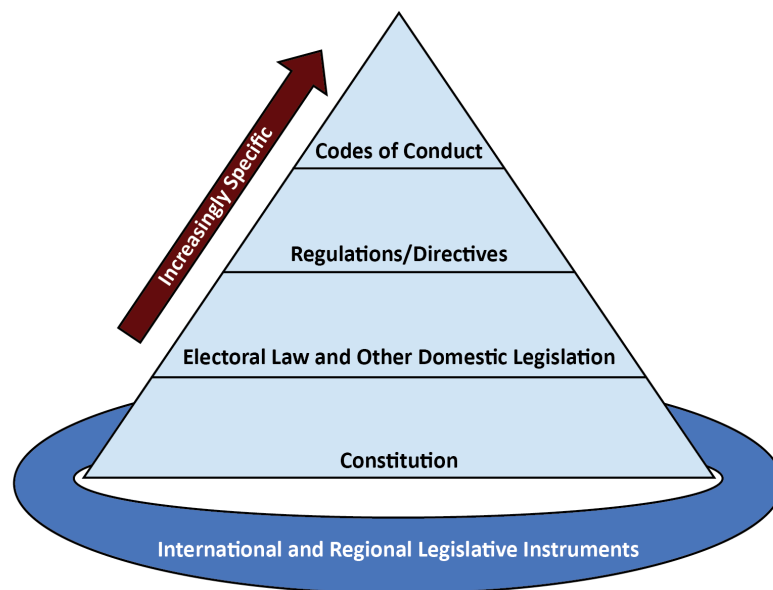 Increasingly Specific
Codes of Conduct
Regulations/Directives
Electoral Law and Other Domestic Legislation
Constitution
International and Regional Legislative Instruments